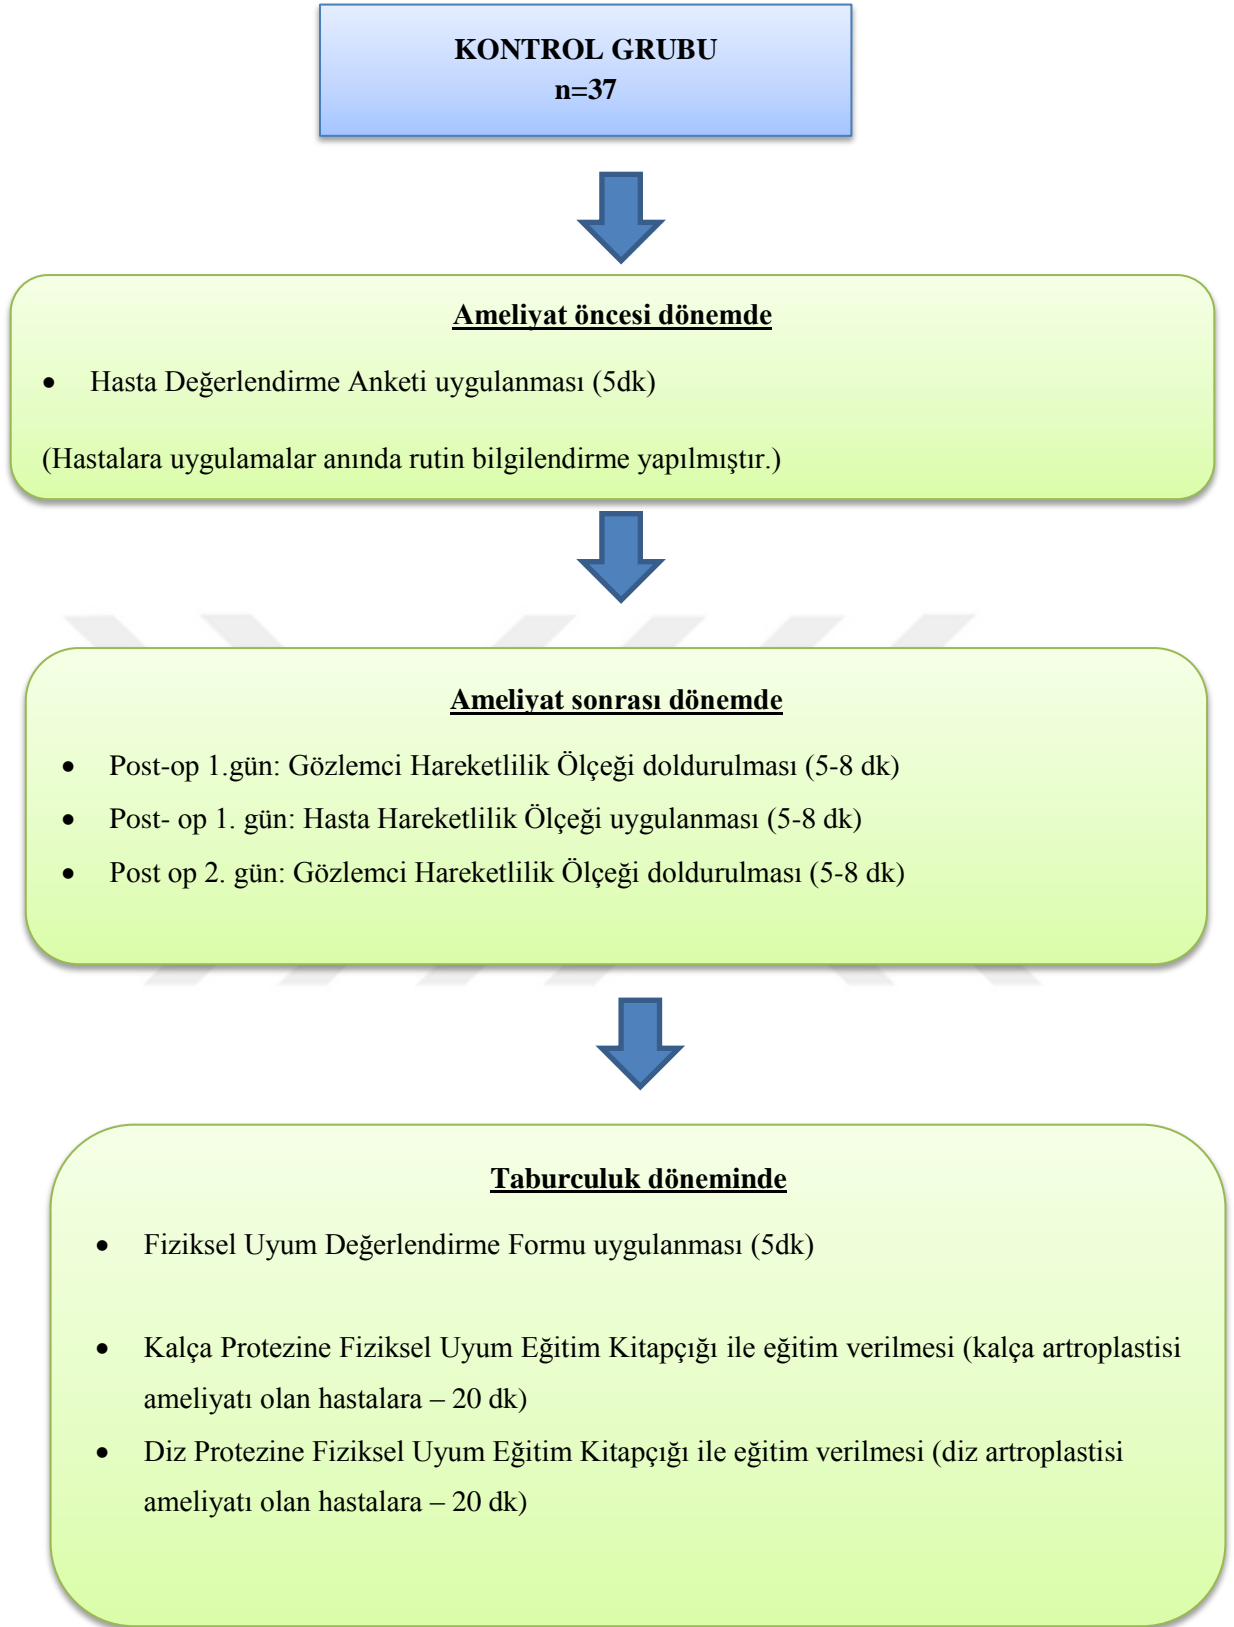 KONTROL GRUBU
n=37
Ameliyat öncesi dönemde
• Hasta Değerlendirme Anketi uygulanması (5dk)
(Hastalara uygulamalar anında rutin bilgilendirme yapılmıştır.)
Ameliyat sonrası dönemde
• Post-op 1.gün: Gözlemci Hareketlilik Ölçeği doldurulması (5-8 dk)
• Post- op 1. gün: Hasta Hareketlilik Ölçeği uygulanması (5-8 dk)
• Post op 2. gün: Gözlemci Hareketlilik Ölçeği doldurulması (5-8 dk)
Taburculuk döneminde
• Fiziksel Uyum Değerlendirme Formu uygulanması (5dk)
• Kalça Protezine Fiziksel Uyum Eğitim Kitapçığı ile eğitim verilmesi (kalça artroplastisi
ameliyatı olan hastalara – 20 dk)
• Diz Protezine Fiziksel Uyum Eğitim Kitapçığı ile eğitim verilmesi (diz artroplastisi
ameliyatı olan hastalara – 20 dk)